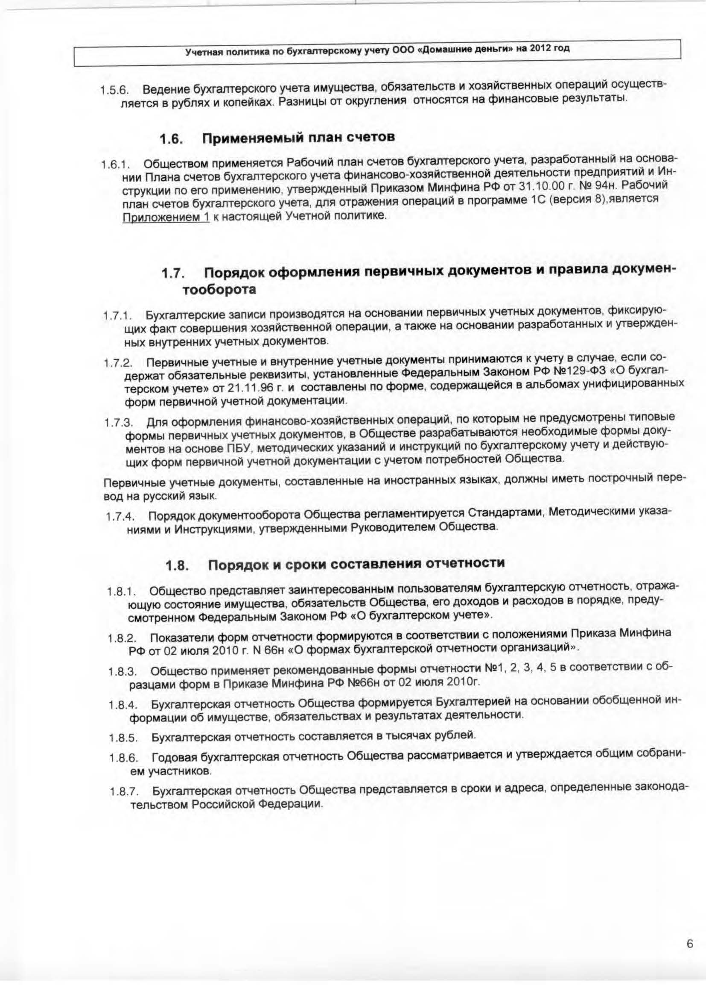 Учетная политика по бухгалтерскому учету ООО «Домашние деньги» на 2012 год
1.5.6. Ведение бухгалтерского учета имущества, обязательств и хозяйственных операций осуществ-
ляется в рублях и копейках. Разницы от округления относятся на финансовые результаты.
1.6. Применяемый план счетов
1.6.1. Обществом применяется Рабочий план счетов бухгалтерского учета, разработанный на основа-
нии Плана счетов бухгалтерского учета финансово-хозяйственной деятельности предприятий и Ин-
струкции по его применению, утвержденный Приказом Минфина РФ от 31.10.00 г. № 94н. Рабочий
план счетов бухгалтерского учета, для отражения операций в программе 1С (версия 8),является
Приложением 1 к настоящей Учетной политике.
1.7. Порядок оформления первичных документов и правила докумен-
тооборота
1.7.1. Бухгалтерские записи производятся на основании первичных учетных документов, фиксирую-
щих факт совершения хозяйственной операции, а также на основании разработанных и утвержден-
ных внутренних учетных документов.
1.7.2. Первичные учетные и внутренние учетные документы принимаются к учету в случае, если со-
держат обязательные реквизиты, установленные Федеральным Законом РФ №129-ФЗ «О бухгал-
терском учете» от 21.11.96 г. и составлены по форме, содержащейся в альбомах унифицированных
форм первичной учетной документации.
1.7.3. Для оформления финансово-хозяйственных операций, по которым не предусмотрены типовые
формы первичных учетных документов, в Обществе разрабатываются необходимые формы доку-
ментов на основе ПБУ, методических указаний и инструкций по бухгалтерскому учету и действую-
щих форм первичной учетной документации с учетом потребностей Общества.
Первичные учетные документы, составленные на иностранных языках, должны иметь построчный пере-
вод на русский язык.
1.7.4. Порядок документооборота Общества регламентируется Стандартами, Методическими указа-
ниями и Инструкциями, утвержденными Руководителем Общества.
1.8. Порядок и сроки составления отчетности
1.8.1. Общество представляет заинтересованным пользователям бухгалтерскую отчетность, отража-
ющую состояние имущества, обязательств Общества, его доходов и расходов в порядке, преду-
смотренном Федеральным Законом РФ «О бухгалтерском учете».
1.8.2. Показатели форм отчетности формируются в соответствии с положениями Приказа Минфина
РФ от 02 июля 2010 г. N 66н «О формах бухгалтерской отчетности организаций».
1.8.3. Общество применяет рекомендованные формы отчетности №1, 2, 3, 4, 5 в соответствии с об-
разцами форм в Приказе Минфина РФ №66н от 02 июля 2010г.
1.8.4. Бухгалтерская отчетность Общества формируется Бухгалтерией на основании обобщенной ин-
формации об имуществе, обязательствах и результатах деятельности.
1.8.5. Бухгалтерская отчетность составляется в тысячах рублей.
1.8.6. Годовая бухгалтерская отчетность Общества рассматривается и утверждается общим собрани-
ем участников.
1.8.7. Бухгалтерская отчетность Общества представляется в сроки и адреса, определенные законода-
тельством Российской Федерации.
6